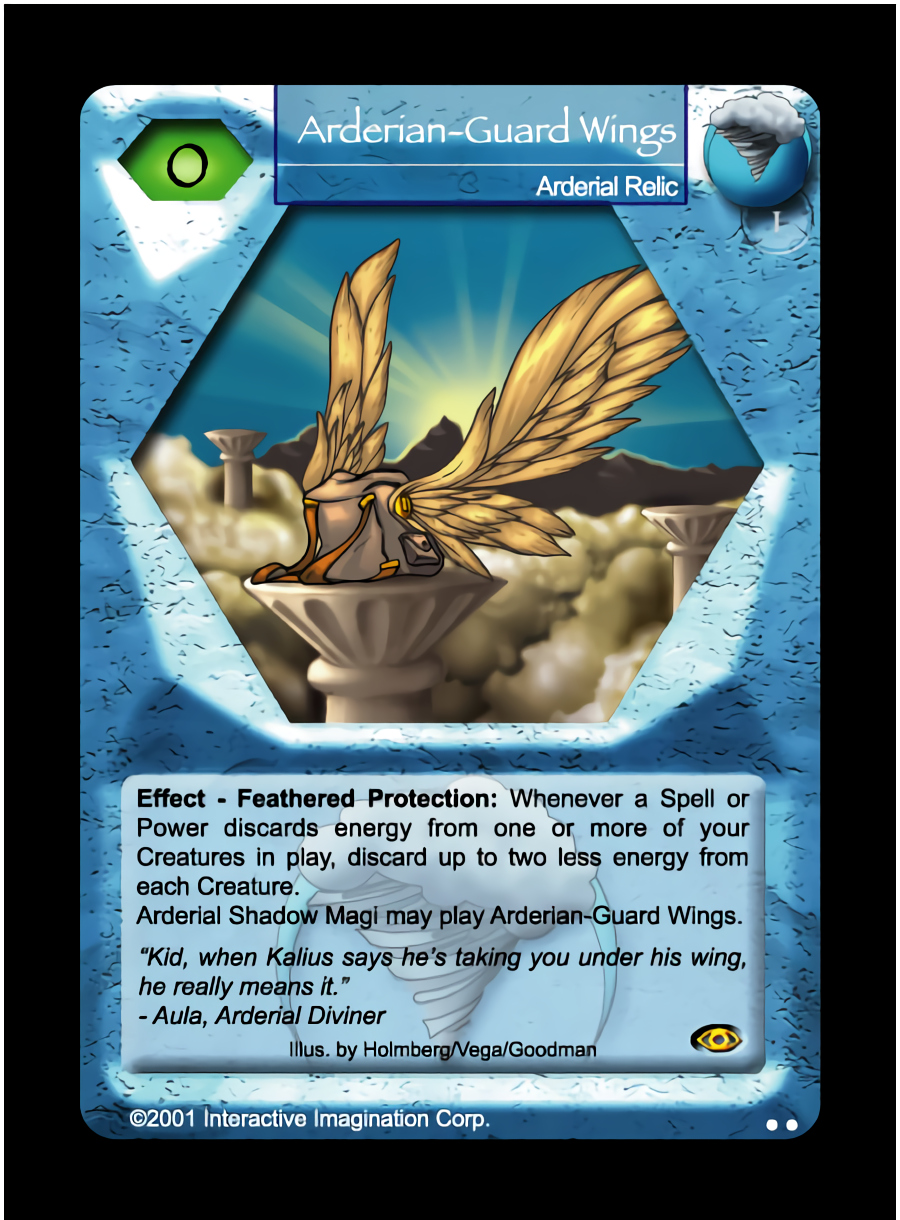 0
Arderian-Guard Wings
Arderial Relic
I
Effect - Feathered Protection: Whenever a Spell or
Power discards energy from one or more of your
Creatures in play, discard up to two less energy from
each Creature.
Arderial Shadow Magi may play Arderian-Guard Wings.
“Kid, when Kalius says he’s taking you under his wing,
he really means it.”
- Aula, Arderial Diviner
Illus. by Holmberg/Vega/Goodman
©2001 Interactive Imagination Corp.